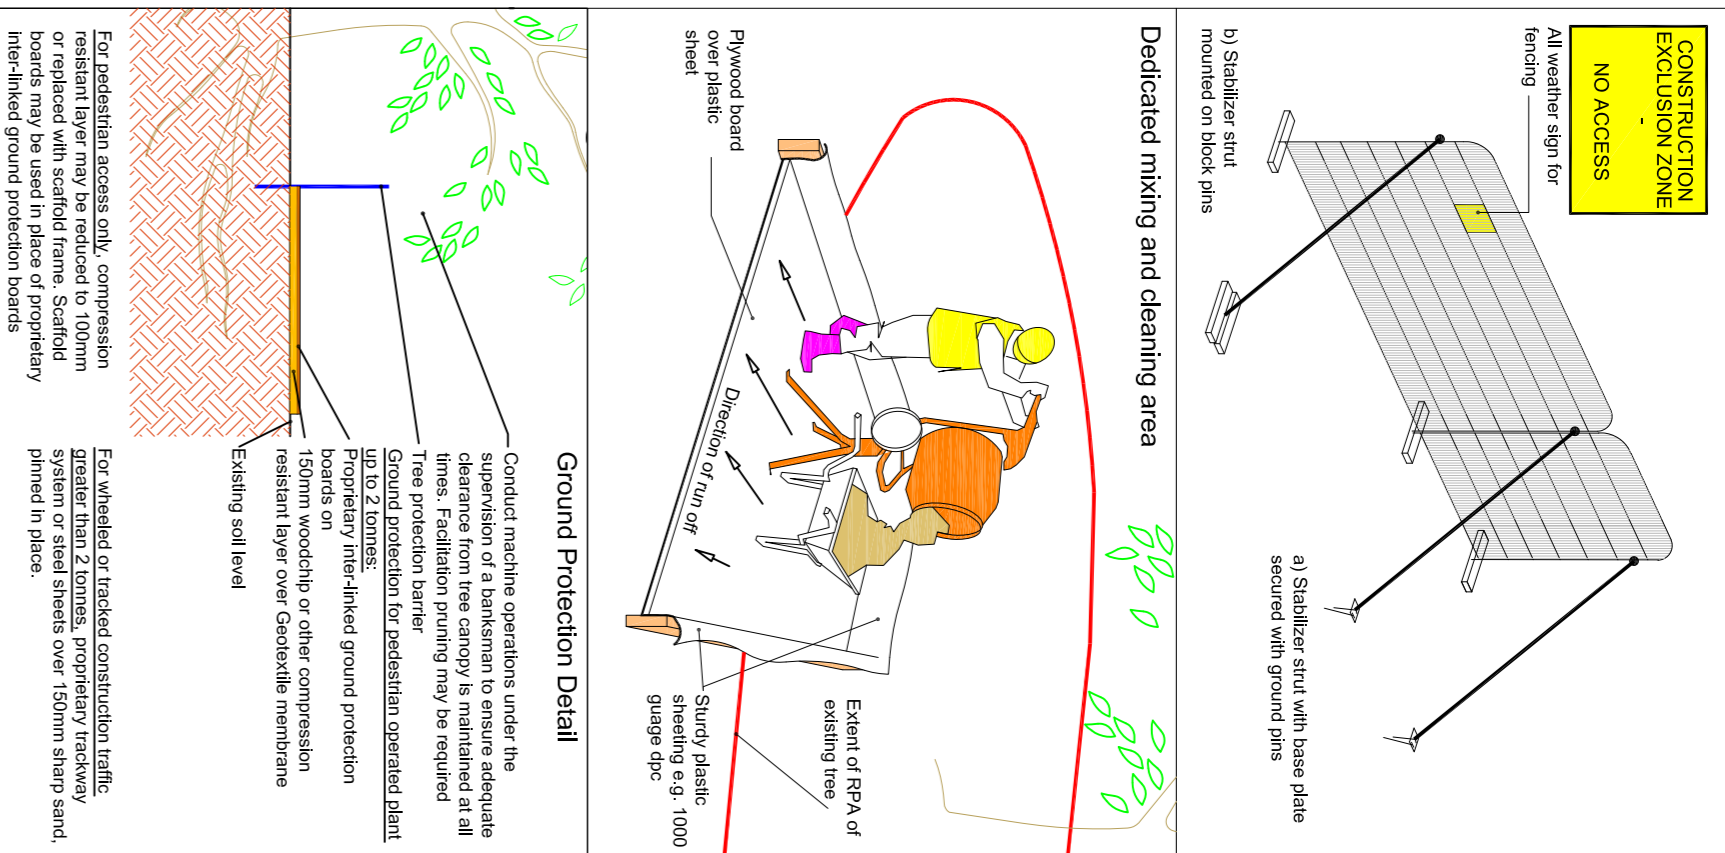 CONSTRUCTION
EXCLUSION ZONE
-
NO ACCESS
All weather sign for
fencing
b) Stabilizer strut
mounted on block pins
a) Stabilizer strut with base plate
secured with ground pins
Dedicated mixing and cleaning area
Plywood board
over plastic
sheet
Direction of run off
Extent of RPA of
existing tree
Sturdy plastic
sheeting e.g. 1000
guage dpc
Ground Protection Detail
Conduct machine operations under the
supervision of a banksman to ensure adequate
clearance from tree canopy is maintained at all
times. Facilitation pruning may be required
Tree protection barrier
Ground protection for pedestrian operated plant
up to 2 tonnes:
Proprietary inter-linked ground protection
boards on
150mm woodchip or other compression
resistant layer over Geotextile membrane
Existing soil level
For pedestrian access only, compression
resistant layer may be reduced to 100mm
or replaced with scaffold frame. Scaffold
boards may be used in place of proprietary
inter-linked ground protection boards
For wheeled or tracked construction traffic
greater than 2 tonnes, proprietary trackway
system or steel sheets over 150mm sharp sand,
pinned in place.